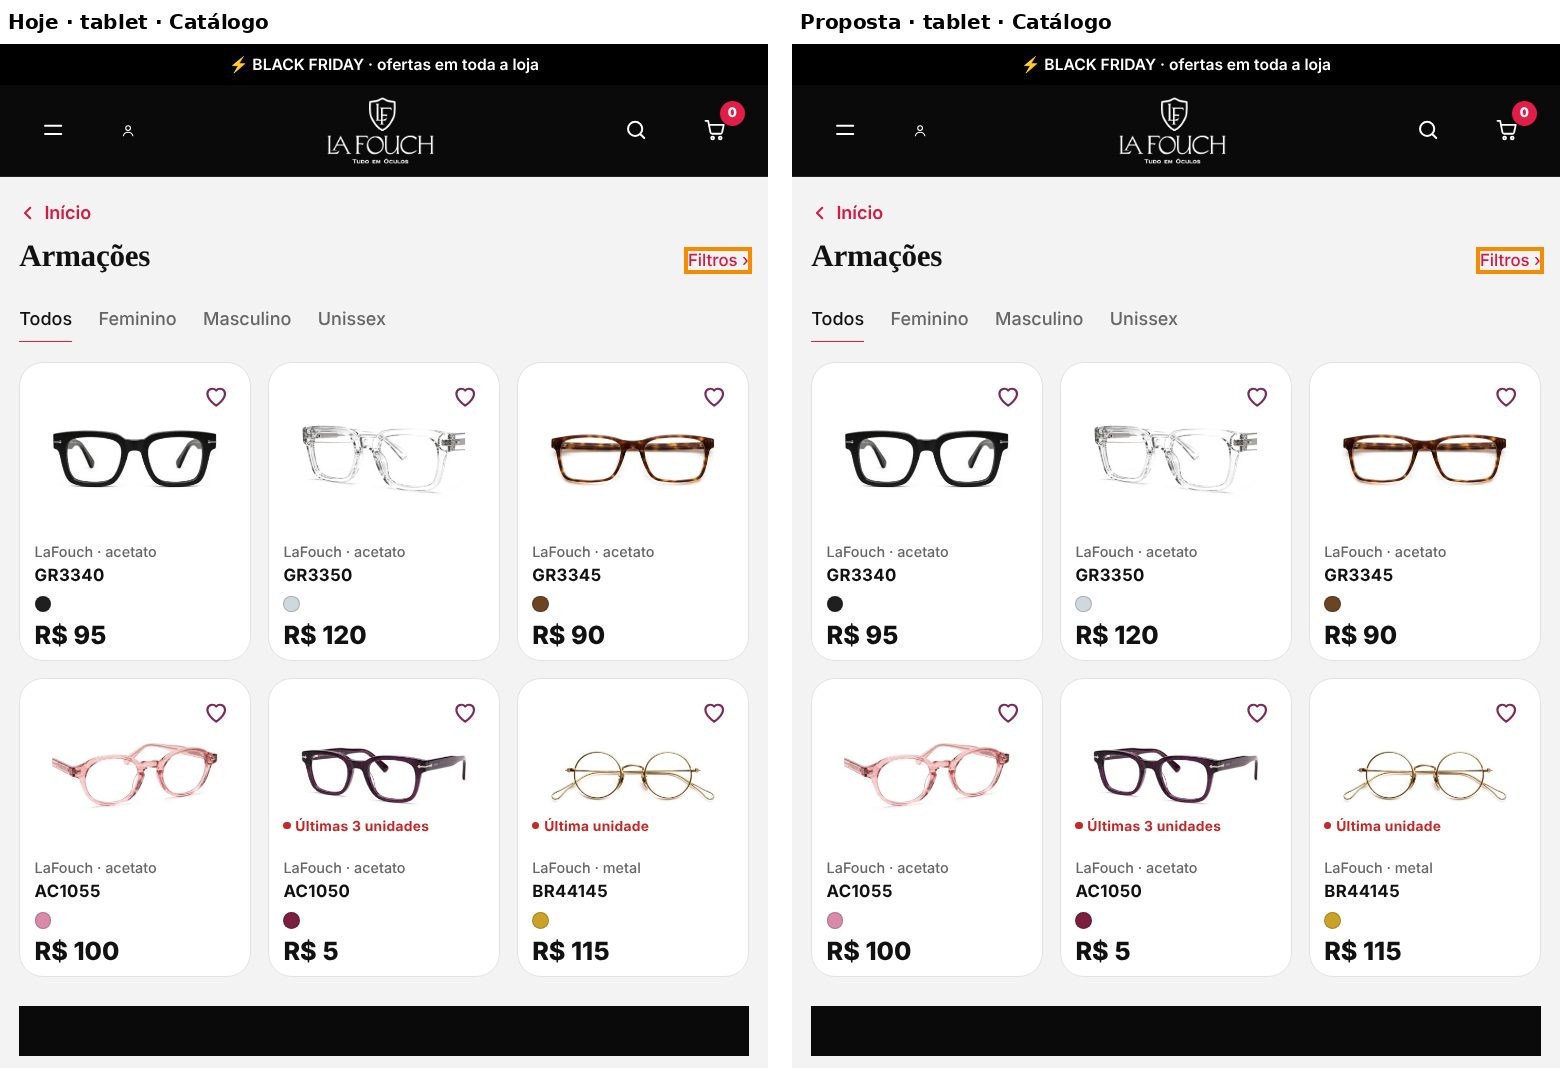 Hoje · tablet · Catálogo
⚡ BLACK FRIDAY · ofertas em toda a loja
0
LF
LA FOUCH
TUDO EM ÓCULOS
‹ Início
Armações
Filtros ›
Todos Feminino Masculino Unissex
LaFouch · acetato LaFouch · acetato LaFouch · acetato
GR3340 GR3350 GR3345
R$ 95 R$ 120 R$ 90
Últimas 3 unidades Última unidade
LaFouch · acetato LaFouch · acetato LaFouch · metal
AC1055 AC1050 BR44145
R$ 100 R$ 5 R$ 115
Proposta · tablet · Catálogo
⚡ BLACK FRIDAY · ofertas em toda a loja
0
LF
LA FOUCH
TUDO EM ÓCULOS
‹ Início
Armações
Filtros ›
Todos Feminino Masculino Unissex
LaFouch · acetato LaFouch · acetato LaFouch · acetato
GR3340 GR3350 GR3345
R$ 95 R$ 120 R$ 90
Últimas 3 unidades Última unidade
LaFouch · acetato LaFouch · acetato LaFouch · metal
AC1055 AC1050 BR44145
R$ 100 R$ 5 R$ 115